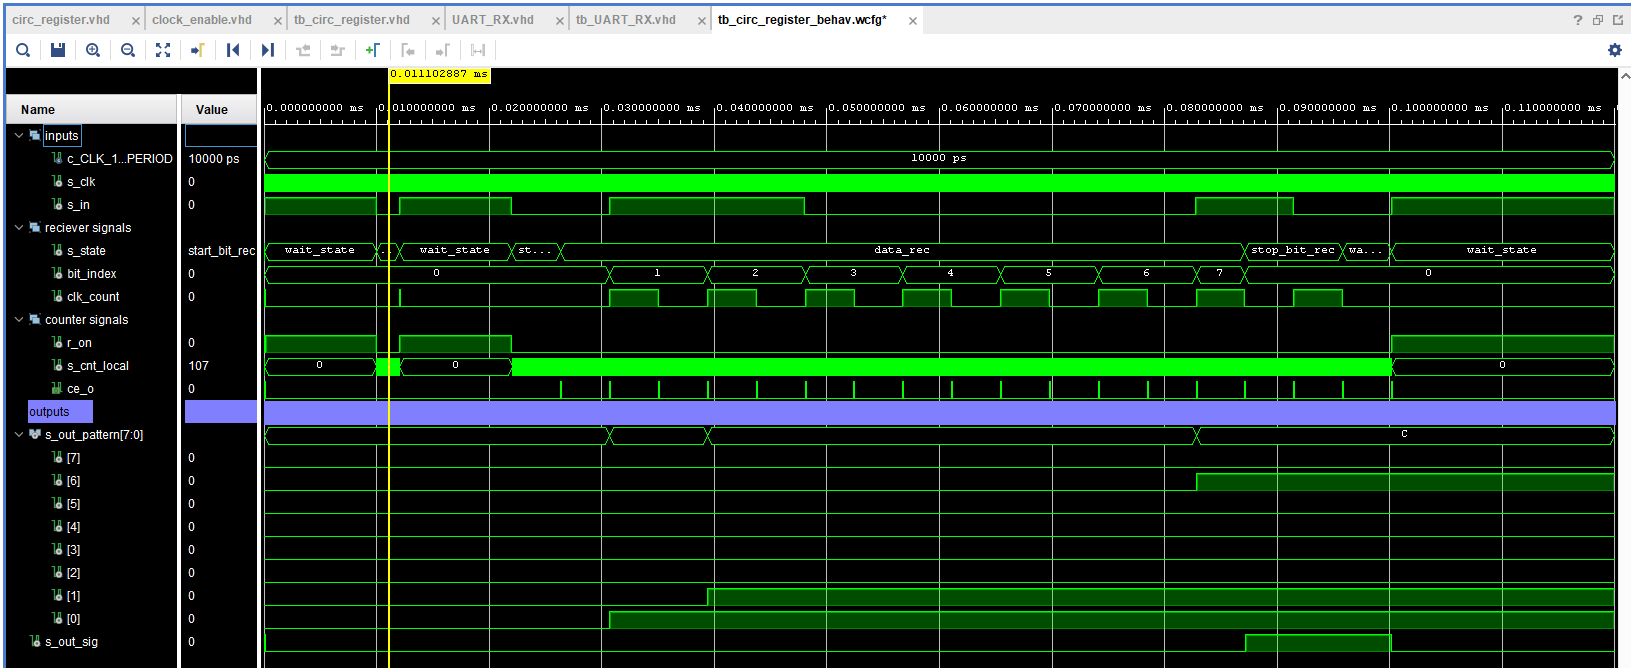 circ_register.vhd clock_enable.vhd tb_circ_register.vhd UART_RX.vhd tb_UART_RX.vhd tb_circ_register_behav.wcfg*
0.011102887 ms
0.000000000 ms 0.010000000 ms 0.020000000 ms 0.030000000 ms 0.040000000 ms 0.050000000 ms 0.060000000 ms 0.070000000 ms 0.080000000 ms 0.090000000 ms 0.100000000 ms 0.110000000 ms
Name Value
inputs
c_CLK_1...PERIOD 10000 ps 10000 ps
s_clk 0
s_in 0
reciever signals
s_state start_bit_rec wait_state ... wait_state st... data_rec stop_bit_rec wa... wait_state
bit_index 0 0 1 2 3 4 5 6 7 0
clk_count 0
counter signals
r_on 0
s_cnt_local 107 0 0 0
ce_o 0
outputs
s_out_pattern[7:0] C
[7] 0
[6] 0
[5] 0
[4] 0
[3] 0
[2] 0
[1] 0
[0] 0
s_out_sig 0